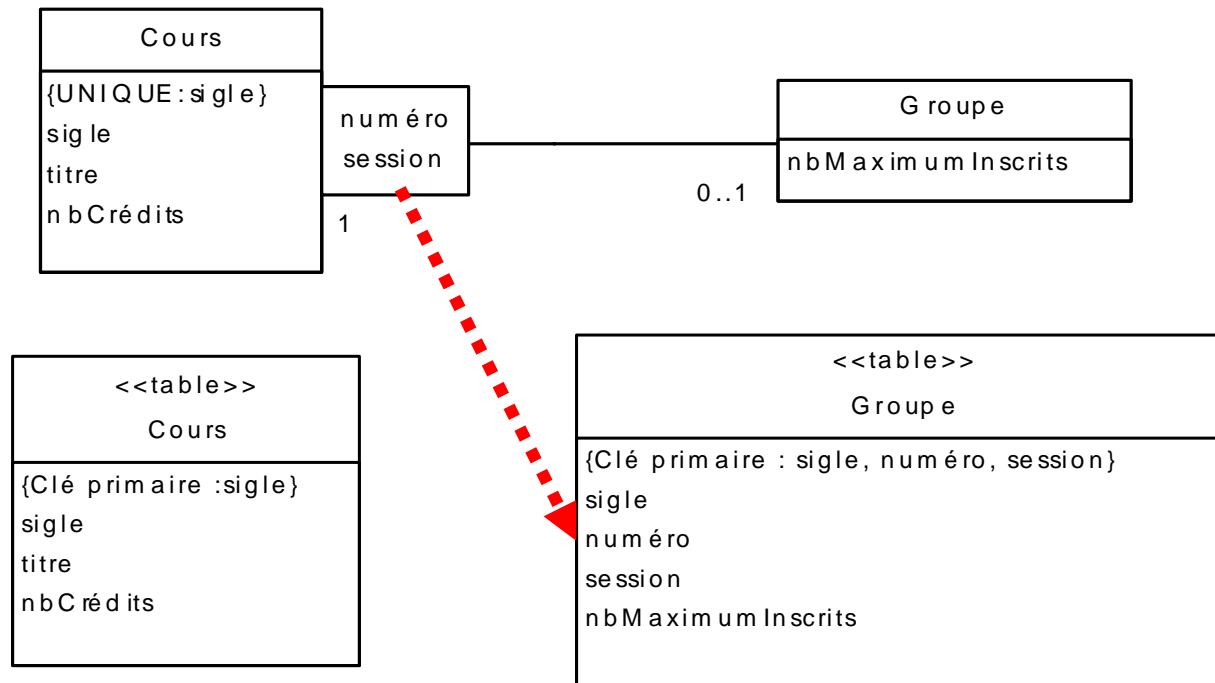 Cours
{UNIQUE:sigle}
sigle
titre
nbCrédits
numéro
session
1
0..1
Groupe
nbMaximumInscrits
<<table>>
Cours
{Clé primaire :sigle}
sigle
titre
nbCrédits
<<table>>
Groupe
{Clé primaire : sigle, numéro, session}
sigle
numéro
session
nbMaximumInscrits